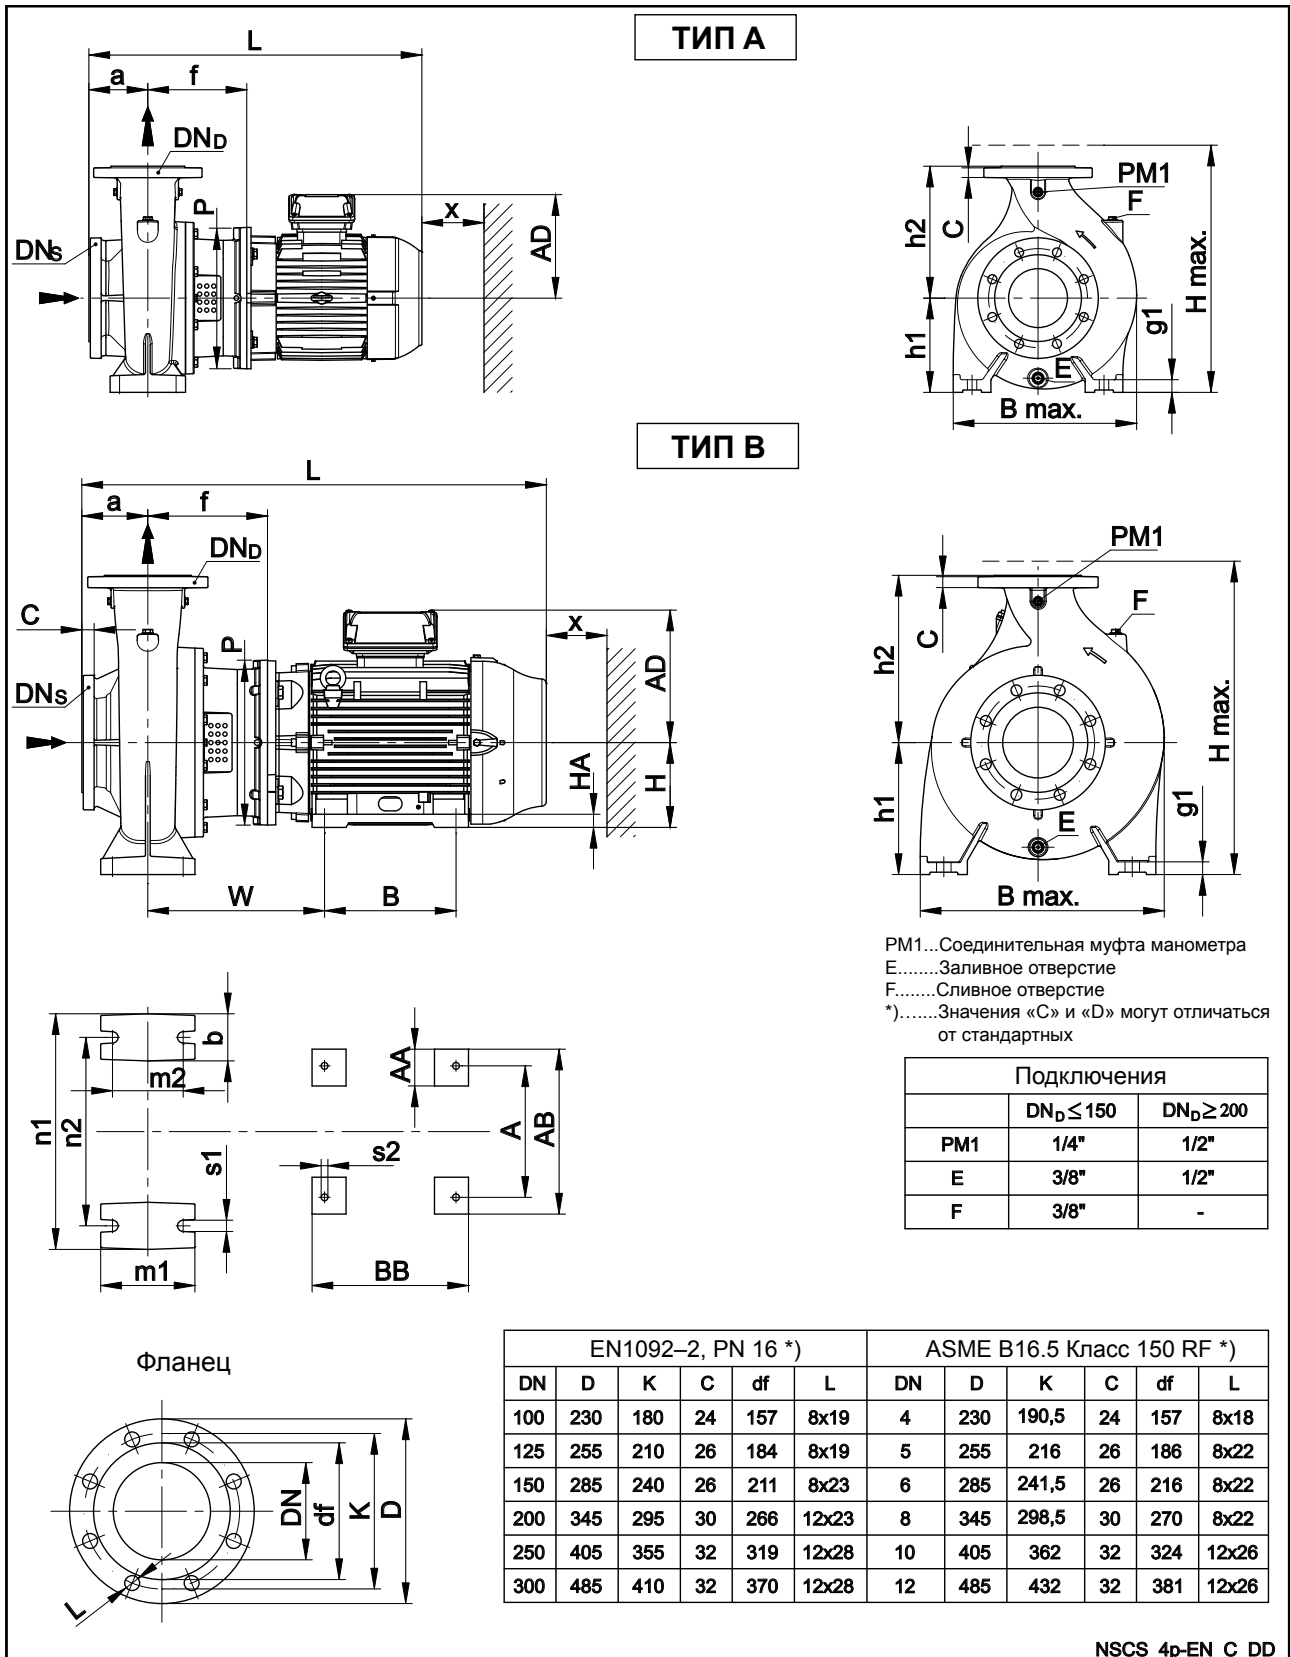 ТИП A
L
a
f
DND
P
DNs
AD
x
PM1
F
h2
C
H max.
h1
g1
E
B max.
ТИП B
L
a
f
DND
C
P
DNs
x
AD
HA
H
W
B
PM1
F
h2
C
H max.
h1
g1
E
B max.
PM1...Соединительная муфта манометра
E........Заливное отверстие
F........Сливное отверстие
*).......Значения «C» и «D» могут отличаться
от стандартных
b
m2
n1
n2
s1
m1
AA
A
AB
s2
BB
Подключения
DND ≤ 150 DND ≥ 200
PM1 1/4" 1/2"
E 3/8" 1/2"
F 3/8" -
Фланец
DN
df
K
D
L
EN1092–2, PN 16 *) ASME B16.5 Класс 150 RF *)
DN D K C df L DN D K C df L
100 230 180 24 157 8x19 4 230 190,5 24 157 8x18
125 255 210 26 184 8x19 5 255 216 26 186 8x22
150 285 240 26 211 8x23 6 285 241,5 26 216 8x22
200 345 295 30 266 12x23 8 345 298,5 30 270 8x22
250 405 355 32 319 12x28 10 405 362 32 324 12x26
300 485 410 32 370 12x28 12 485 432 32 381 12x26
NSCS_4p-EN_C_DD